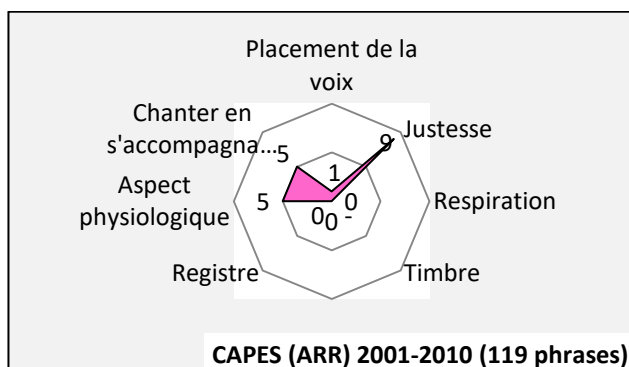 Placement de la
voix
Chanter en
s'accompagna
...
Justesse
9
5
1
Aspect
physiologique
5
0
0
-
0
Respiration
Registre
Timbre
CAPES (ARR) 2001-2010 (119 phrases)